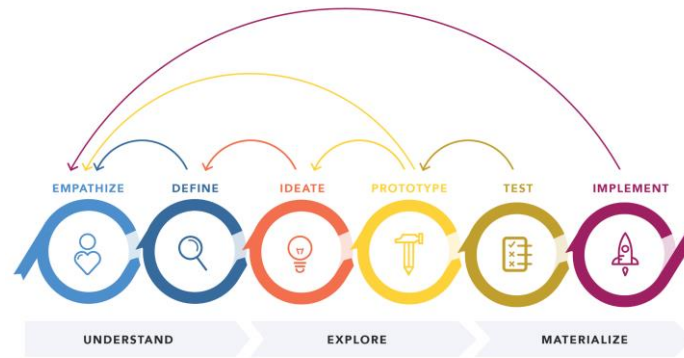 EMPATHIZE DEFINE IDEATE PROTOTYPE TEST IMPLEMENT
UNDERSTAND EXPLORE MATERIALIZE